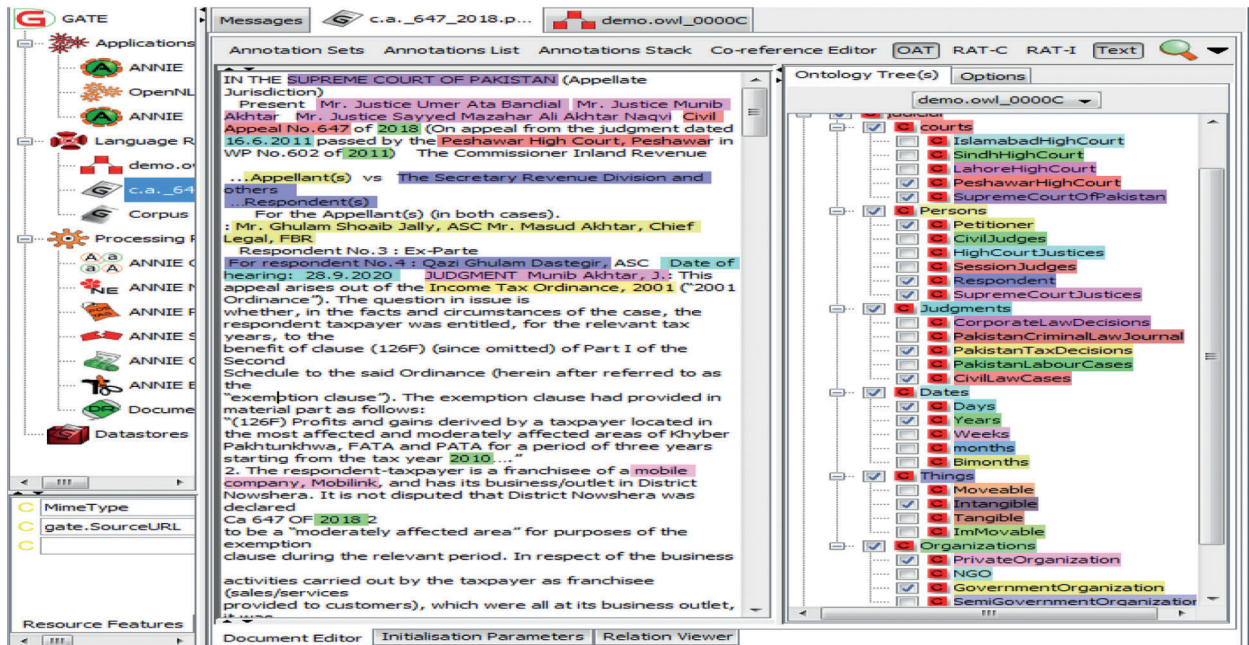 GATE
Applications
ANNIE
OpenNL
ANNIE
Language R
demo.ov
c.a._64
Corpus
Processing F
ANNIE
NE ANNIE
POS TAG ANNIE
ANNIE S
ANNIE
ANNIE E
DR Docume
Datastores
C MimeType
C gate.SourceURL
C
Resource Features
Messages
c.a._647_2018.p...
demo.owl_0000C
Annotation Sets Annotations List Annotations Stack Co-reference Editor OAT RAT-C RAT-I Text
IN THE SUPREME COURT OF PAKISTAN (Appellate
Jurisdiction)
Present Mr. Justice Umer Ata Bandial Mr. Justice Munib
Akhtar Mr. Justice Sayyed Mazahar Ali Akhtar Naqvi Civil
Appeal No.647 of 2018 (On appeal from the judgment dated
16.6.2011 passed by the Peshawar High Court, Peshawar in
WP No.602 of 2011) The Commissioner Inland Revenue
...Appellant(s) vs The Secretary Revenue Division and
others
...Respondent(s)
For the Appellant(s) (in both cases).
: Mr. Ghulam Shoaib Jally, ASC Mr. Masud Akhtar, Chief
Legal, FBR
Respondent No.3 : Ex-Parte
For respondent No.4 : Qazi Ghulam Dastegir, ASC Date of
hearing: 28.9.2020 JUDGMENT Munib Akhtar, J.: This
appeal arises out of the Income Tax Ordinance, 2001 (“2001
Ordinance”). The question in issue is
whether, in the facts and circumstances of the case, the
respondent taxpayer was entitled, for the relevant tax
years, to the
benefit of clause (126F) (since omitted) of Part I of the
Second
Schedule to the said Ordinance (herein after referred to as
the
“exemption clause”). The exemption clause had provided in
material part as follows:
“(126F) Profits and gains derived by a taxpayer located in
the most affected and moderately affected areas of Khyber
Pakhtunkhwa, FATA and PATA for a period of three years
starting from the tax year 2010....”
2. The respondent-taxpayer is a franchisee of a mobile
company, Mobilink, and has its business/outlet in District
Nowshera. It is not disputed that District Nowshera was
declared
Ca 647 OF 2018 2
to be a “moderately affected area” for purposes of the
exemption
clause during the relevant period. In respect of the business
activities carried out by the taxpayer as franchisee
(sales/services
provided to customers), which were all at its business outlet,
it was
Document Editor Initialisation Parameters Relation Viewer
Ontology Tree(s) Options
demo.owl_0000C
C judicial
C courts
C IslamabadHighCourt
C SindhHighCourt
C LahoreHighCourt
C PeshawarHighCourt
C SupremeCourtOfPakistan
C Persons
C Petitioner
C CivilJudges
C HighCourtJustices
C SessionJudges
C Respondent
C SupremeCourtJustices
C Judgments
C CorporateLawDecisions
C PakistanCriminalLawJournal
C PakistanTaxDecisions
C PakistanLabourCases
C CivilLawCases
C Dates
C Days
C Years
C Weeks
C months
C Bimonths
C Things
C Moveable
C Intangible
C Tangible
C ImMovable
C Organizations
C PrivateOrganization
C NGO
C GovernmentOrganization
C SemiGovernmentOrganization